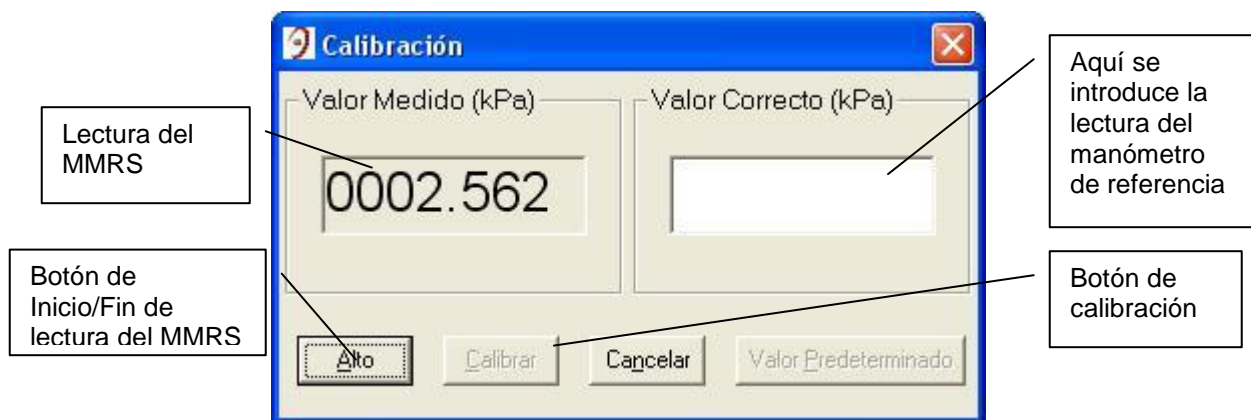 Calibración
Valor Medido (kPa)
Valor Correcto (kPa)
0002.562
Alto
Calibrar
Cancelar
Valor Predeterminado
Lectura del
MMRS
Botón de
Inicio/Fin de
lectura del MMRS
Aquí se
introduce la
lectura del
manómetro
de referencia
Botón de
calibración